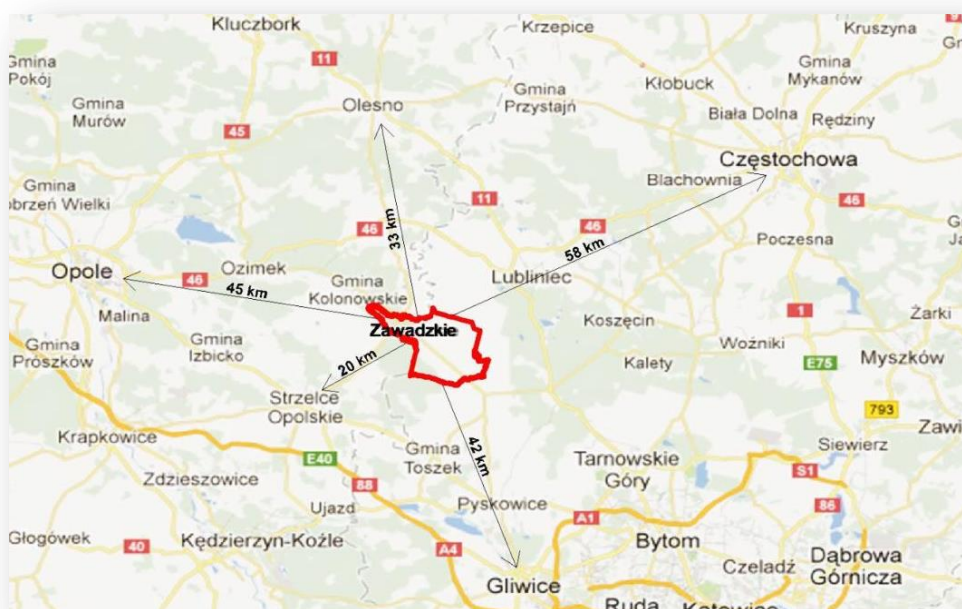 Kluczbork
Krzepice
Kruszyna
Gmina
Pokój
11
Gmina
Mykanów
Kłobuck
Gmina
Przystajń
Olesno
Gmina
Murów
45
Biała Dolna
Rędziny
Częstochowa
Blachownia
Gmina
obrzeń Wielki
11
46
46
46
33 km
58 km
Poczesna
Opole
46
Ozimek
45 km
Gmina
Kolonowskie
Lubliniec
Malina
Zawadzkie
Koszęcin
1
Żarki
Gmina
Prószków
Gmina
Izbicko
20 km
Woźniki
Kalety
E75
Myszków
Strzelce
Opolskie
793
Krapkowice
42 km
Zawi
Siewierz
E40
Gmina
Toszek
Tarnowskie
Góry
S1
Zdzieszowice
88
Pyskowice
86
Ujazd
A1
Głogówek
40
Kędzierzyn-Koźle
A4
Bytom
Czeladź
Dąbrowa
Górnicza
Gliwice
Ruda
Katowice